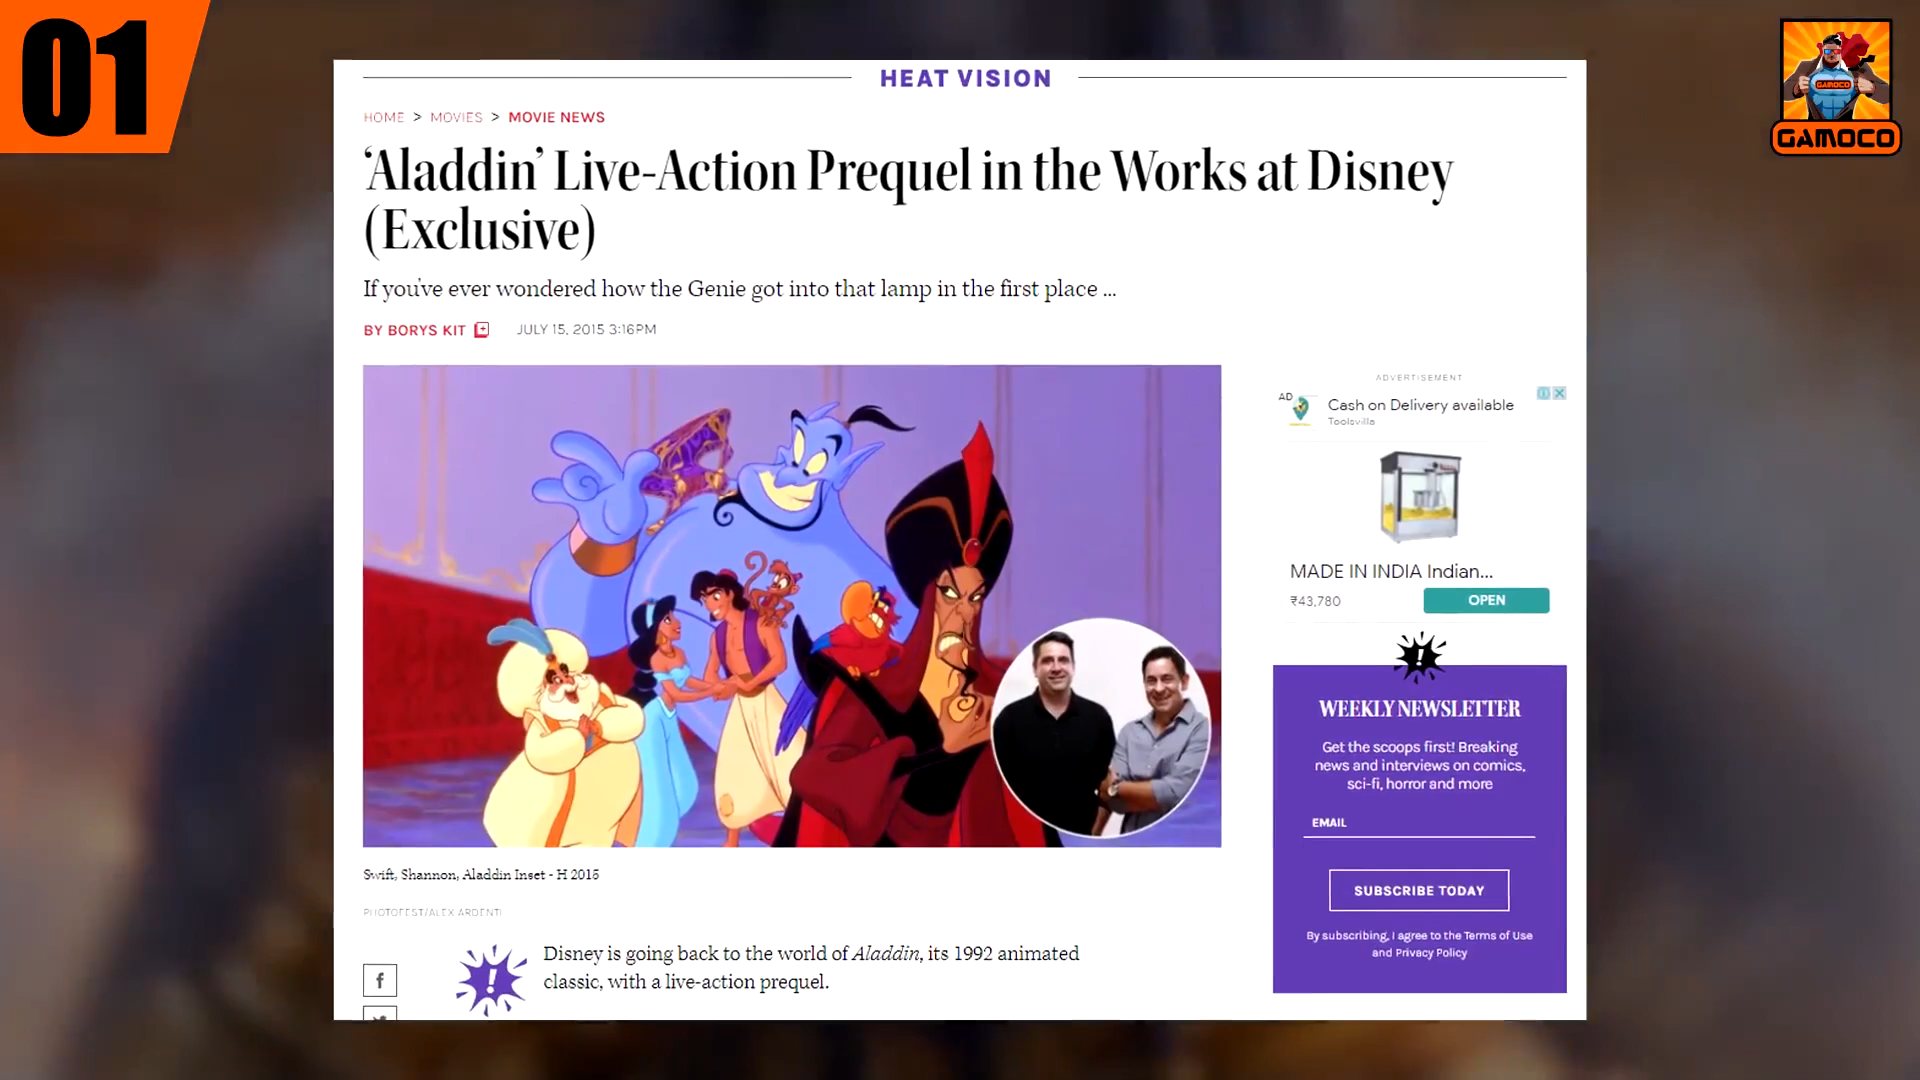 01
GAMOCO
GAMOCO
HEAT VISION
HOME > MOVIES > MOVIE NEWS
‘Aladdin’ Live-Action Prequel in the Works at Disney
(Exclusive)
If you've ever wondered how the Genie got into that lamp in the first place ...
BY BORYS KIT JULY 15, 2015 3:16PM
ADVERTISEMENT
AD
Cash on Delivery available
Toolsvilla
MADE IN INDIA Indian...
₹43,780
OPEN
!
WEEKLY NEWSLETTER
Get the scoops first! Breaking
news and interviews on comics,
sci-fi, horror and more
EMAIL
SUBSCRIBE TODAY
By subscribing, I agree to the Terms of Use
and Privacy Policy
Swift, Shannon, Aladdin Inset - H 2015
PHOTOFEST/ALEX ARDENTI
f
!
Disney is going back to the world of Aladdin, its 1992 animated
classic, with a live-action prequel.